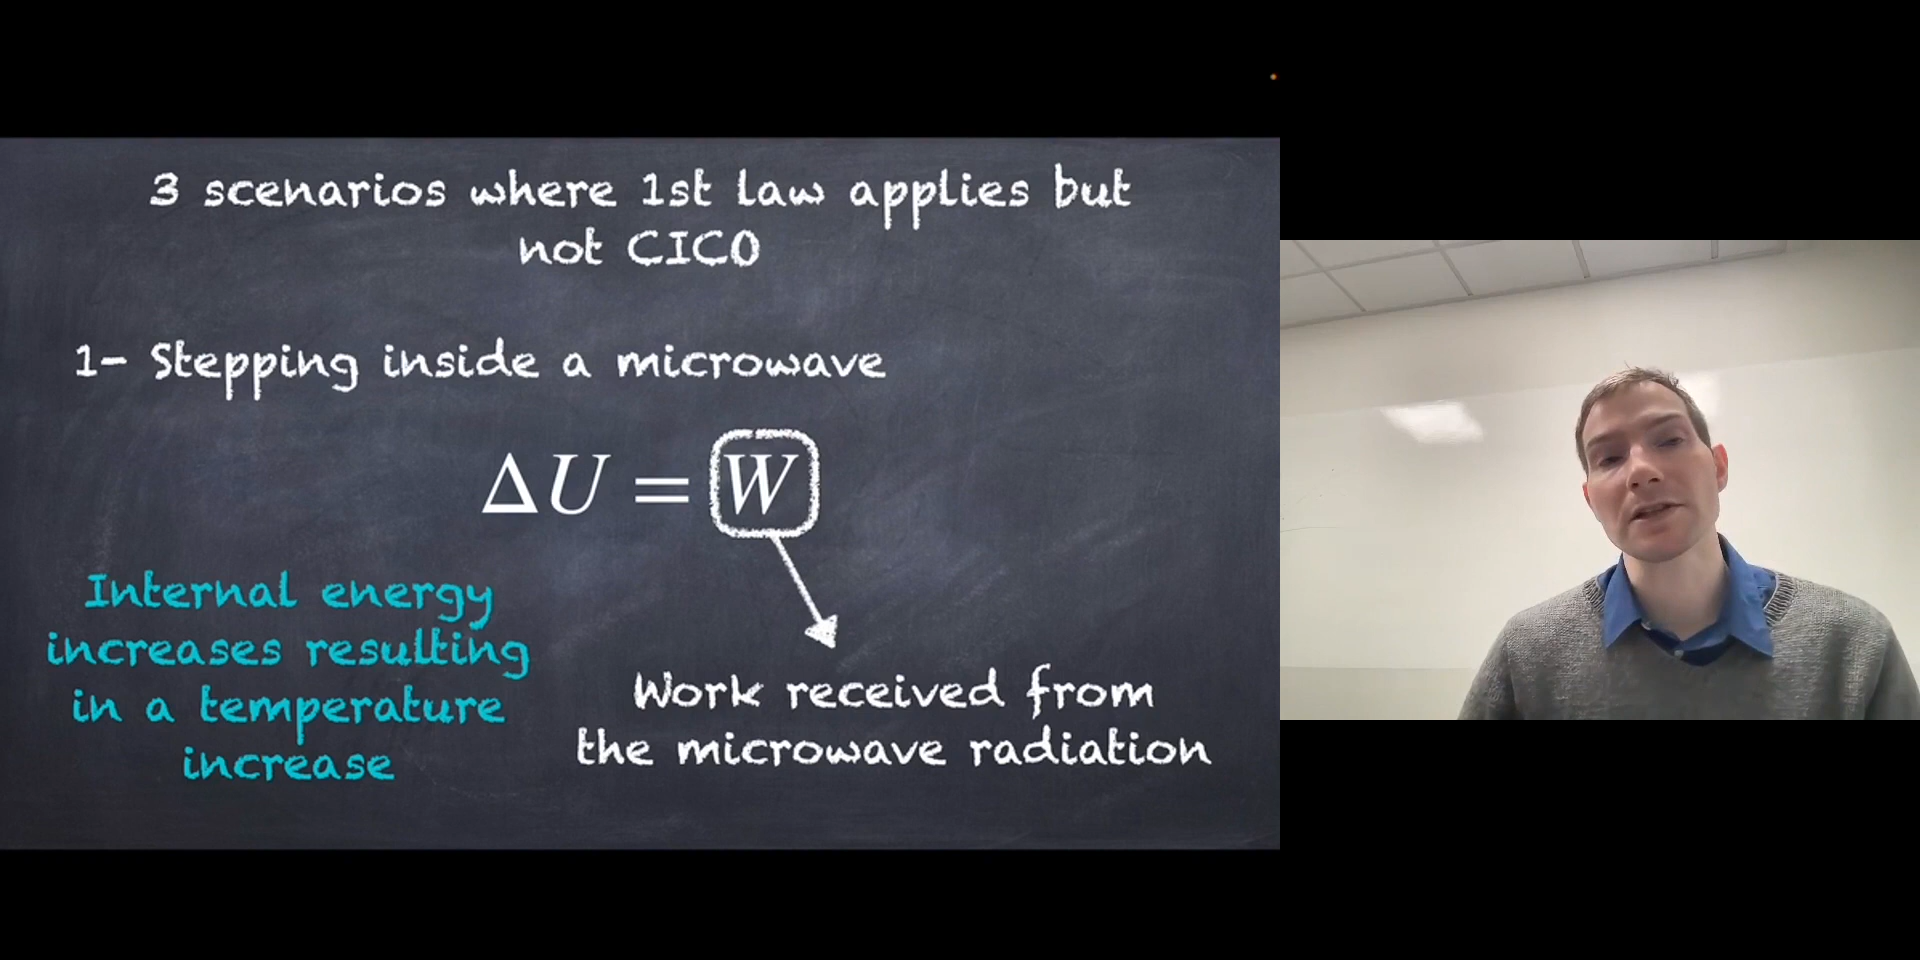 3 scenarios where 1st law applies but
not CICO
1- Stepping inside a microwave
ΔU = W
Internal energy
increases resulting
in a temperature
increase
Work received from
the microwave radiation